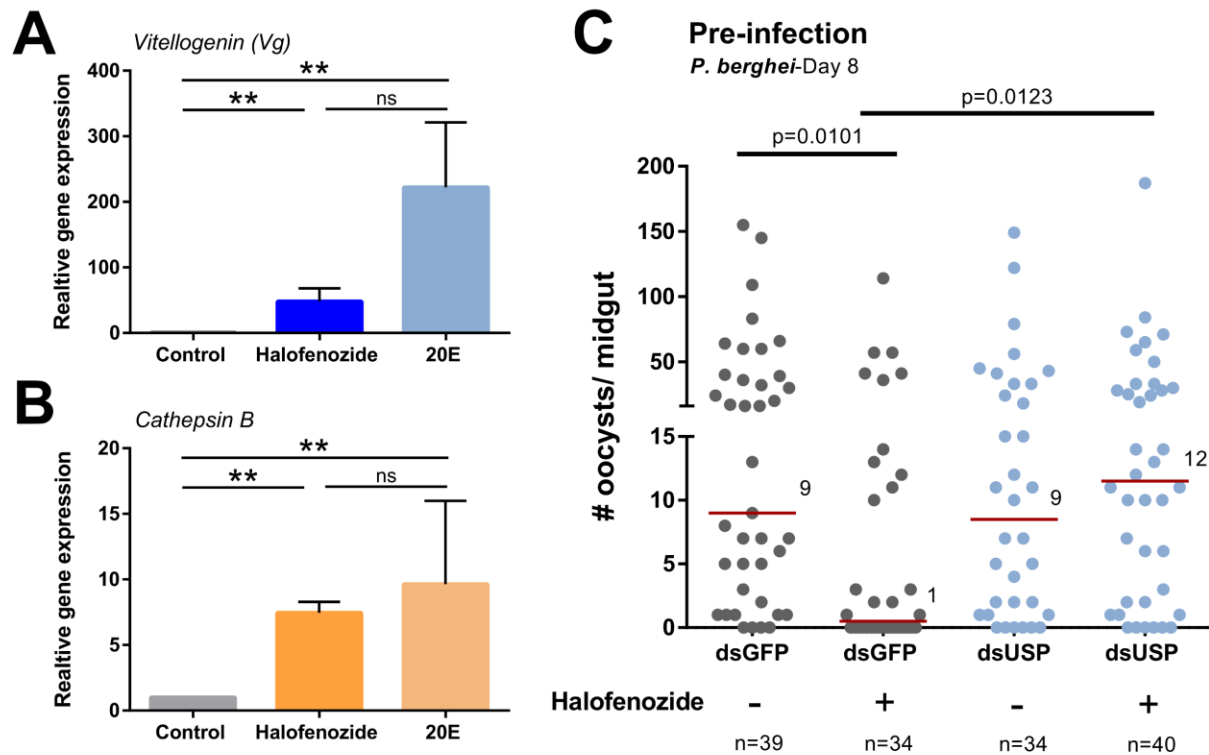 A
Vitellogenin (Vg)
Realtive gene expression
400
300
200
100
0
**
**
ns
Control Halofenozide 20E
B
Cathepsin B
Realtive gene expression
20
15
10
5
0
**
**
ns
Control Halofenozide 20E
C
Pre-infection
P. berghei-Day 8
p=0.0123
p=0.0101
# oocysts/ midgut
200
150
100
50
15
10
5
0
9
1
9
12
dsGFP dsGFP dsUSP dsUSP
Halofenozide - + - +
n=39 n=34 n=34 n=40